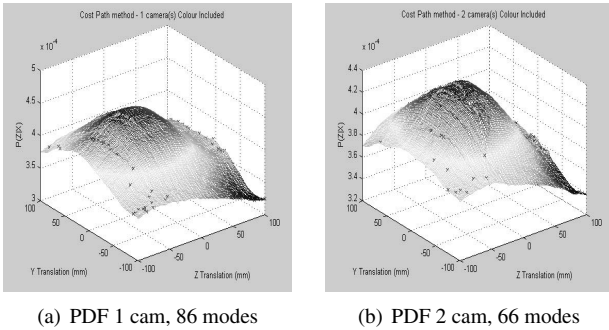 Cost Path method - 1 camera(s) Colour Included
x 10⁻⁴
5
4.5
4
3.5
3
P(Z|X)
100
50
0
-50
-100
Y Translation (mm)
-100
-50
0
50
100
Z Translation (mm)
(a) PDF 1 cam, 86 modes
Cost Path method - 2 camera(s) Colour Included
x 10⁻⁴
4.4
4.2
4
3.8
3.6
3.4
3.2
P(Z|X)
100
50
0
-50
-100
Y Translation (mm)
-100
-50
0
50
100
Z Translation (mm)
(b) PDF 2 cam, 66 modes